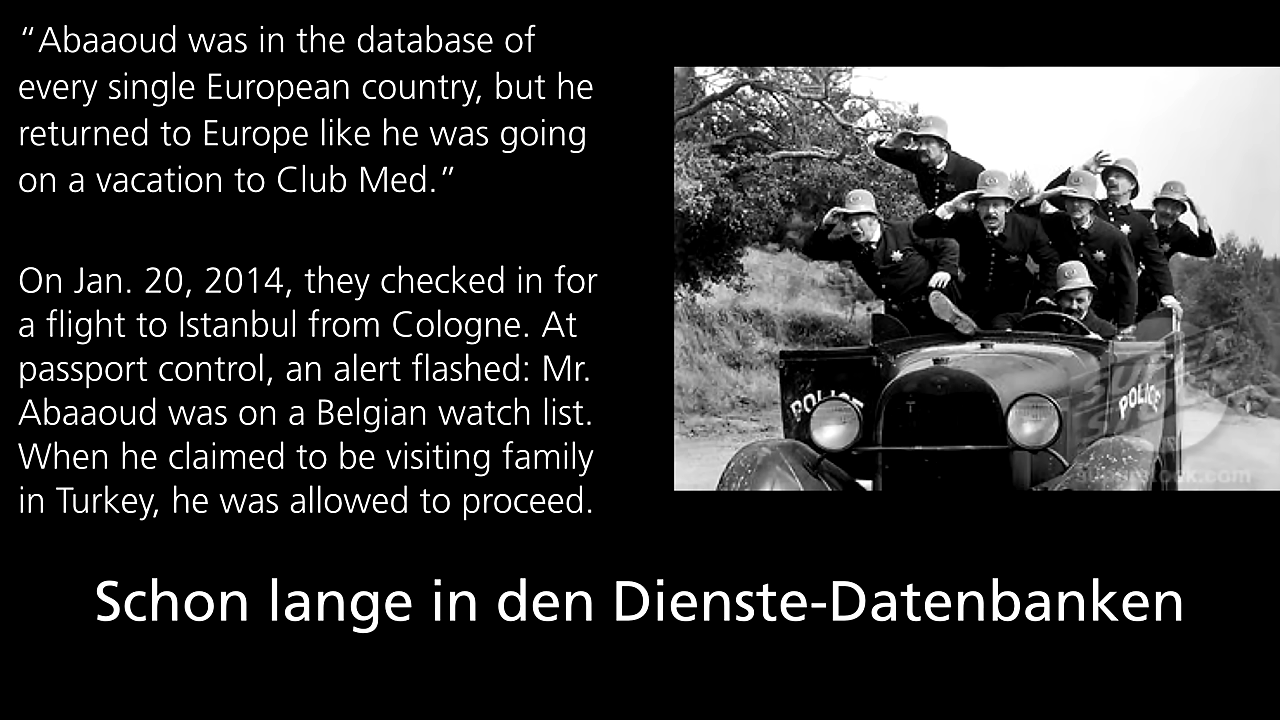 “Abaaoud was in the database of
every single European country, but he
returned to Europe like he was going
on a vacation to Club Med.”
On Jan. 20, 2014, they checked in for
a flight to Istanbul from Cologne. At
passport control, an alert flashed: Mr.
Abaaoud was on a Belgian watch list.
When he claimed to be visiting family
in Turkey, he was allowed to proceed.
POLICE
POLICE
Schon lange in den Dienste-Datenbanken